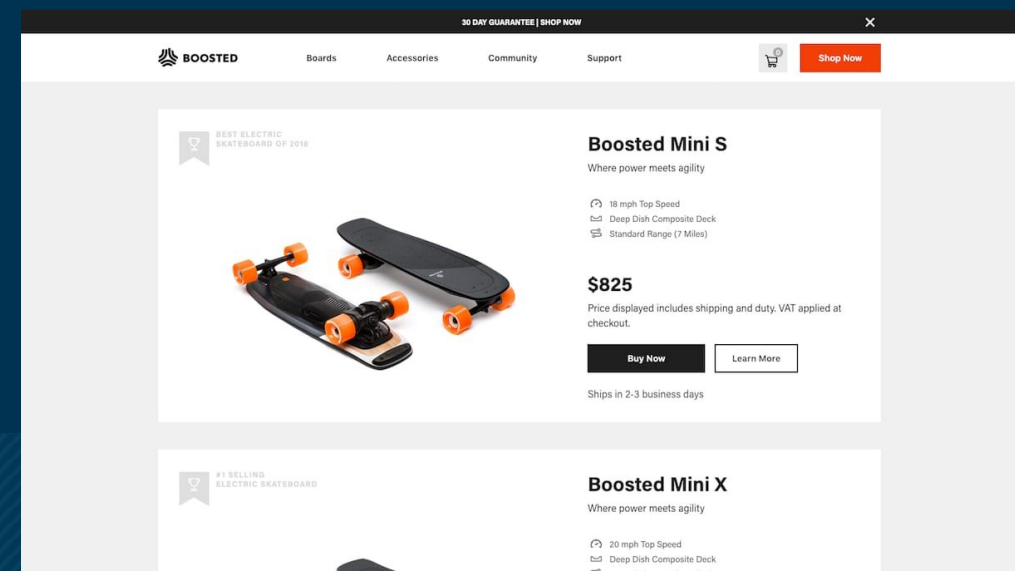 30 DAY GUARANTEE | SHOP NOW
BOOSTED
Boards
Accessories
Community
Support
0
Shop Now
BEST ELECTRIC
SKATEBOARD OF 2018
Boosted Mini S
Where power meets agility
18 mph Top Speed
Deep Dish Composite Deck
Standard Range (7 Miles)
$825
Price displayed includes shipping and duty. VAT applied at
checkout.
Buy Now
Learn More
Ships in 2-3 business days
#1 SELLING
ELECTRIC SKATEBOARD
Boosted Mini X
Where power meets agility
20 mph Top Speed
Deep Dish Composite Deck